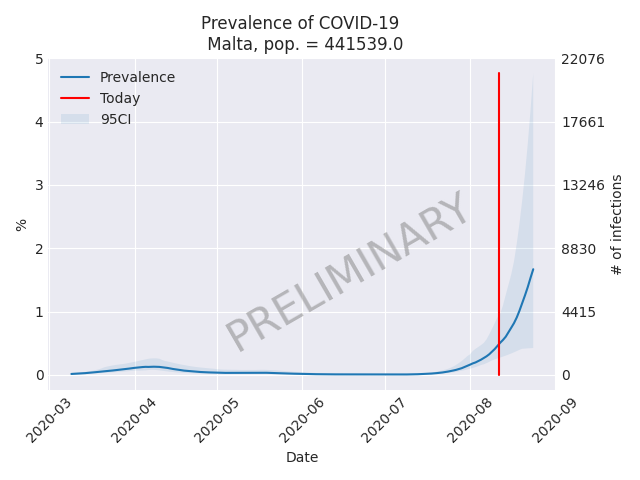 Prevalence of COVID-19
Malta, pop. = 441539.0
Prevalence
Today
95CI
%
5
4
3
2
1
0
22076
17661
13246
8830
4415
0
# of infections
PRELIMINARY
2020-03
2020-04
2020-05
2020-06
2020-07
2020-08
2020-09
Date